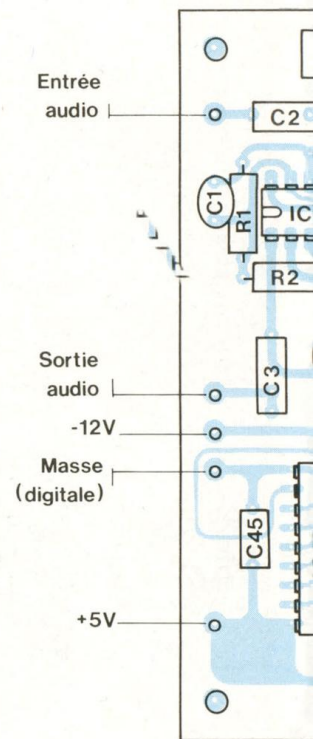 Entrée
audio
C2
C1
R1
IC
R2
Sortie
audio
C3
-12V
Masse
(digitale)
C45
+5V